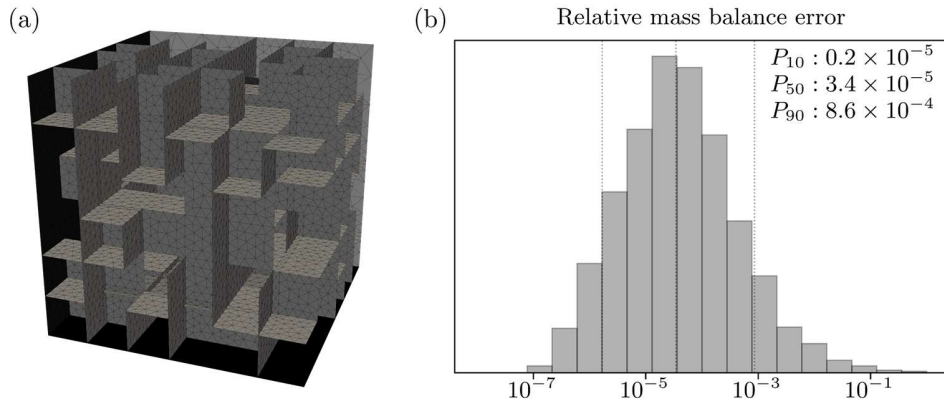 (a)
(b)
Relative mass balance error
P₁₀ : 0.2 × 10⁻⁵
P₅₀ : 3.4 × 10⁻⁵
P₉₀ : 8.6 × 10⁻⁴
10⁻⁷ 10⁻⁵ 10⁻³ 10⁻¹